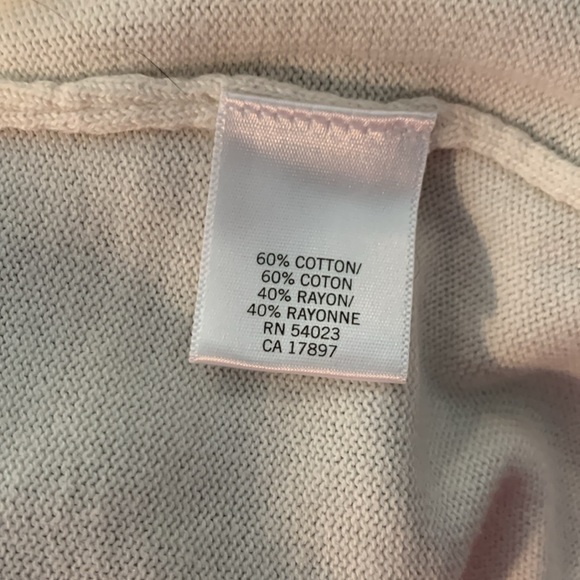 60% COTTON/
60% COTON
40% RAYON/
40% RAYONNE
RN 54023
CA 17897